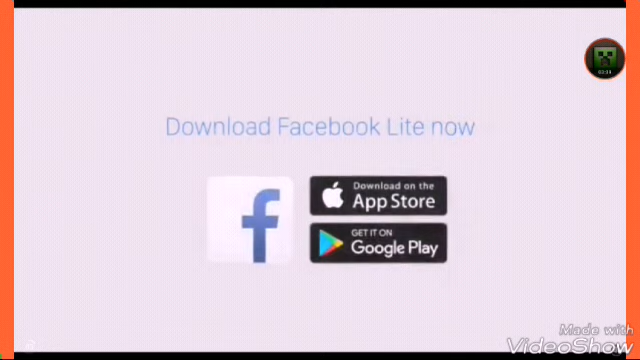 Download Facebook Lite now
Download on the
App Store
GET IT ON
Google Play
Made with
VideoShow